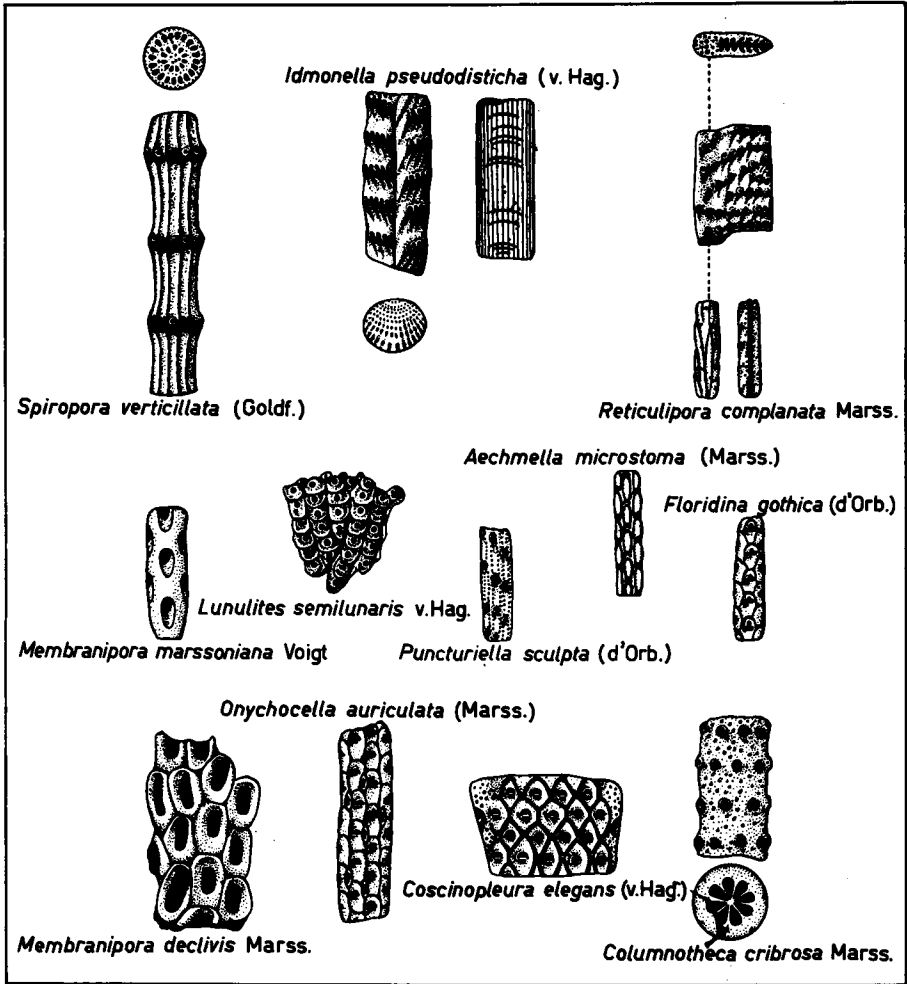 Idmonella pseudodisticha (v. Hag.)
Spiropora verticillata (Goldf.)
Reticulipora complanata Marss.
Aechmella microstoma (Marss.)
Floridina gothica (d'Orb.)
Lunulites semilunaris v.Hag.
Membranipora marssoniana Voigt
Puncturiella sculpta (d'Orb.)
Onychocella auriculata (Marss.)
Coscinopleura elegans (v.Hag.)
Membranipora declivis Marss.
Columnotheca cribrosa Marss.